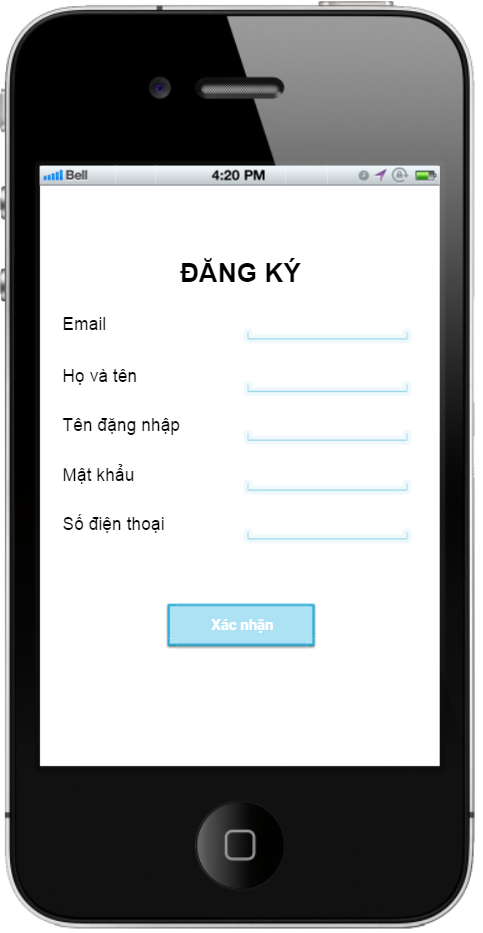 Bell 4:20 PM
ĐĂNG KÝ
Email
Họ và tên
Tên đặng nhập
Mật khẩu
Số điện thoại
Xác nhận